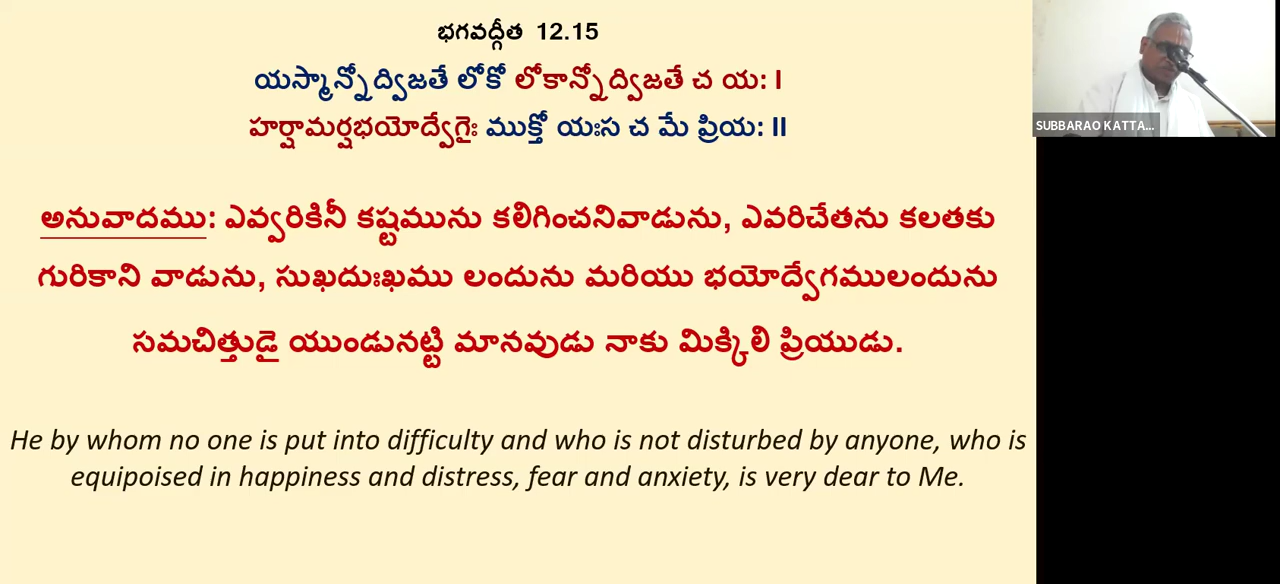 భగవద్గీత 12.15
యస్మాన్నోద్విజతే లోకో లోకాన్నోద్విజతే చ యః I
హర్షామర్షభయోద్వేగైః ముక్తో యఃస చ మే ప్రియః II
అనువాదము: ఎవ్వరికినీ కష్టమును కలిగించనివాడును, ఎవరిచేతను కలతకు
గురికాని వాడును, సుఖదుఃఖము లందును మరియు భయోద్వేగములందును
సమచిత్తుడై యుండునట్టి మానవుడు నాకు మిక్కిలి ప్రియుడు.
He by whom no one is put into difficulty and who is not disturbed by anyone, who is
equipoised in happiness and distress, fear and anxiety, is very dear to Me.
SUBBARAO KATTA...